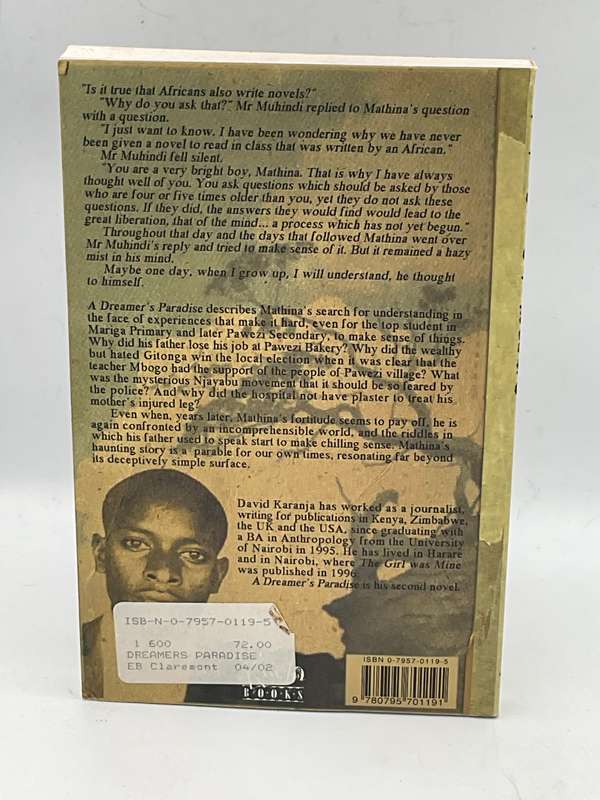 "Is it true that Africans also write novels?"
"Why do you ask that?" Mr Muhindi replied to Mathina's question
with a question.
"I just want to know. I have been wondering why we have never
been given a novel to read in class that was written by an African."
Mr Muhindi fell silent.
"You are a very bright boy, Mathina. That is why I have always
thought well of you. You ask questions which should be asked by those
who are four or five times older than you, yet they do not ask these
questions. If they did, the answers they would find would lead to the
great liberation, that of the mind... a process which has not yet begun."
Throughout that day and the days that followed Mathina went over
Mr Muhindi's reply and tried to make sense of it. But it remained a hazy
mist in his mind.
Maybe one day, when I grow up, I will understand, he thought
to himself.
A Dreamer's Paradise describes Mathina's search for understanding in
the face of experiences that make it hard, even for the top student in
Mariga Primary and later Pawezi Secondary, to make sense of things.
Why did his father lose his job at Pawezi Bakery? Why did the wealthy
but hated Gitonga win the local election when it was clear that the
teacher Mbogo had the support of the people of Pawezi village? What
was the mysterious Njayabu movement that it should be so feared by
the police? And why did the hospital not have plaster to treat his
mother's injured leg?
Even when, years later, Mathina's fortitude seems to pay off, he is
again confronted by an incomprehensible world, and the riddles in
which his father used to speak start to make chilling sense. Mathina's
haunting story is a parable for our own times, resonating far beyond
its deceptively simple surface.
David Karanja has worked as a journalist,
writing for publications in Kenya, Zimbabwe,
the UK and the USA, since graduating with
a BA in Anthropology from the University
of Nairobi in 1995. He has lived in Harare
and in Nairobi, where The Girl was Mine
was published in 1996.
A Dreamer's Paradise is his second novel.
ISB-N-0-7957-0119-5
1 600 72.00
DREAMERS PARADISE
EB Claremont 04/02
BOOKS
ISBN 0-7957-0119-5
9 780795 701191